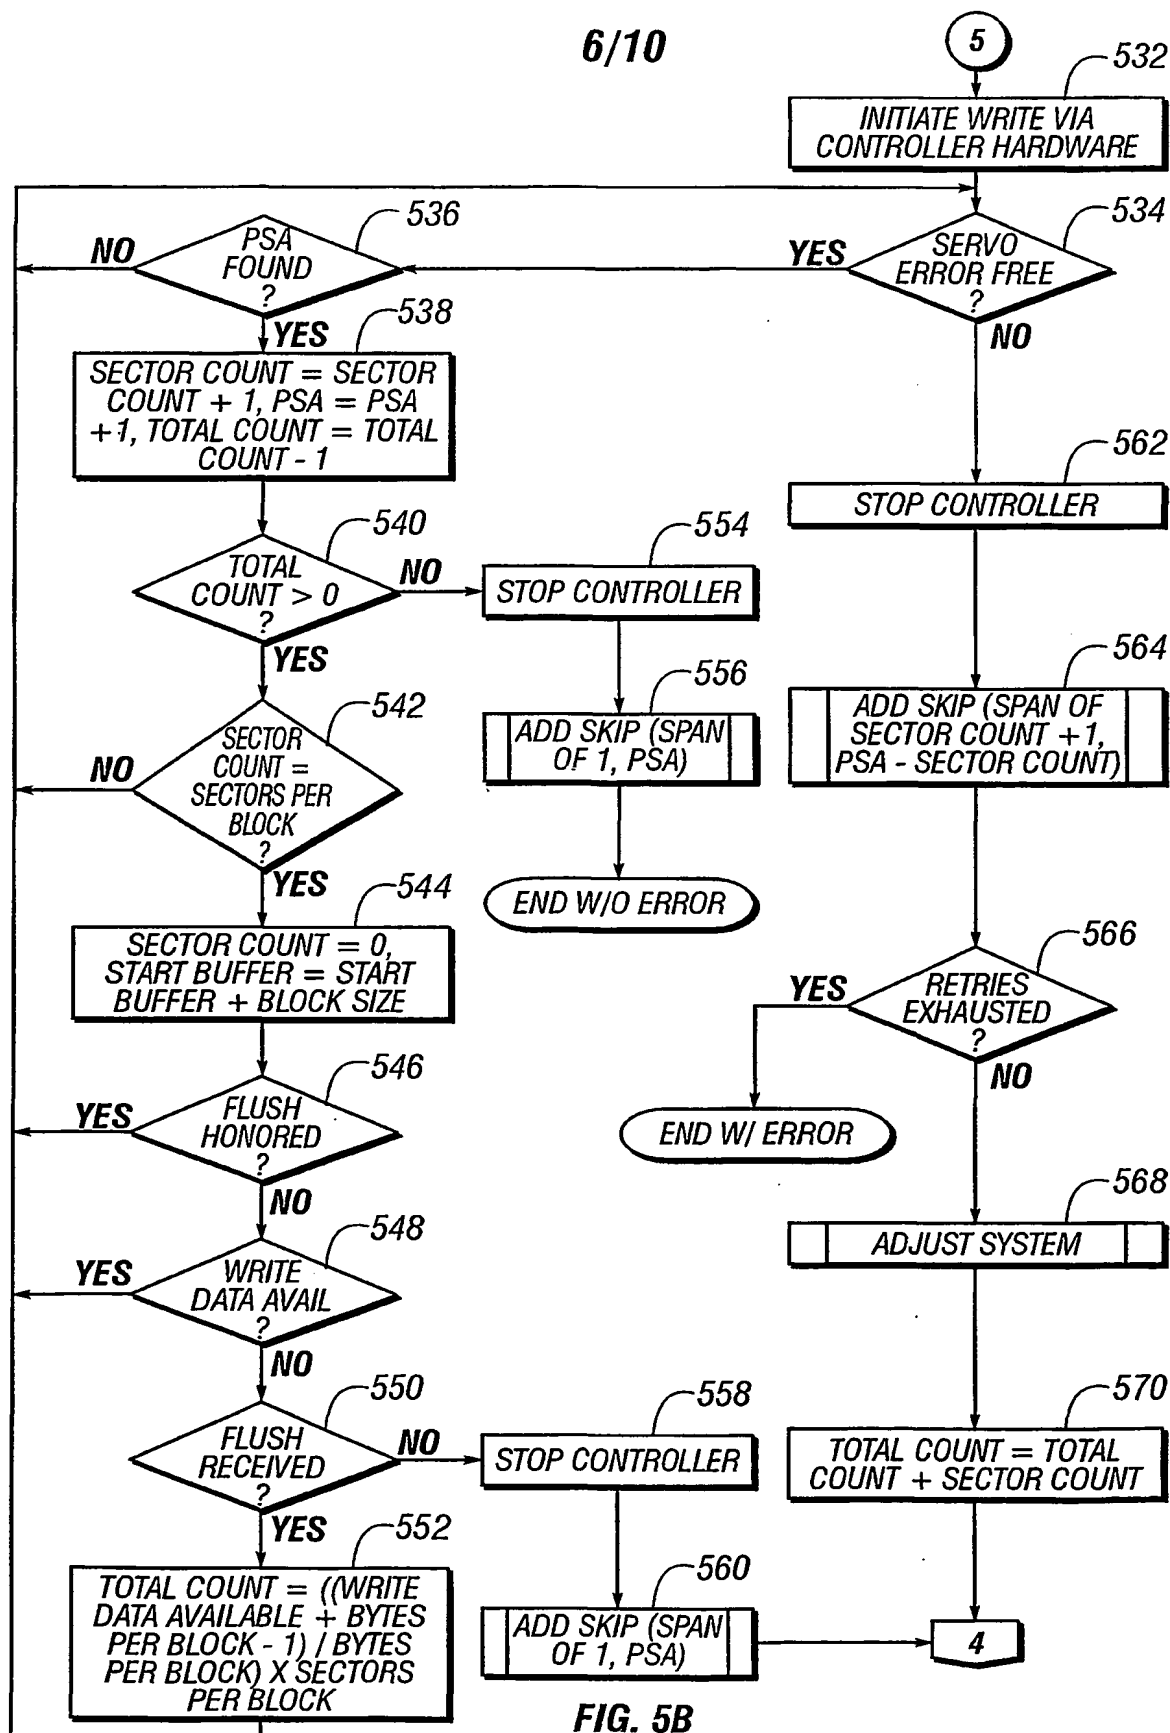 6/10
5
532
INITIATE WRITE VIA
CONTROLLER HARDWARE
534
SERVO
ERROR FREE
?
YES
NO
536
PSA
FOUND
?
NO
YES
538
SECTOR COUNT = SECTOR
COUNT + 1, PSA = PSA
+1, TOTAL COUNT = TOTAL
COUNT - 1
540
TOTAL
COUNT > 0
?
NO
YES
554
STOP CONTROLLER
556
ADD SKIP (SPAN
OF 1, PSA)
END W/O ERROR
542
SECTOR
COUNT =
SECTORS PER
BLOCK
?
NO
YES
544
SECTOR COUNT = 0,
START BUFFER = START
BUFFER + BLOCK SIZE
546
FLUSH
HONORED
?
YES
NO
548
WRITE
DATA AVAIL
?
YES
NO
550
FLUSH
RECEIVED
?
NO
YES
552
TOTAL COUNT = ((WRITE
DATA AVAILABLE + BYTES
PER BLOCK - 1) / BYTES
PER BLOCK) X SECTORS
PER BLOCK
558
STOP CONTROLLER
560
ADD SKIP (SPAN
OF 1, PSA)
562
STOP CONTROLLER
564
ADD SKIP (SPAN OF
SECTOR COUNT +1,
PSA - SECTOR COUNT)
566
RETRIES
EXHAUSTED
?
YES
NO
END W/ ERROR
568
ADJUST SYSTEM
570
TOTAL COUNT = TOTAL
COUNT + SECTOR COUNT
4
FIG. 5B